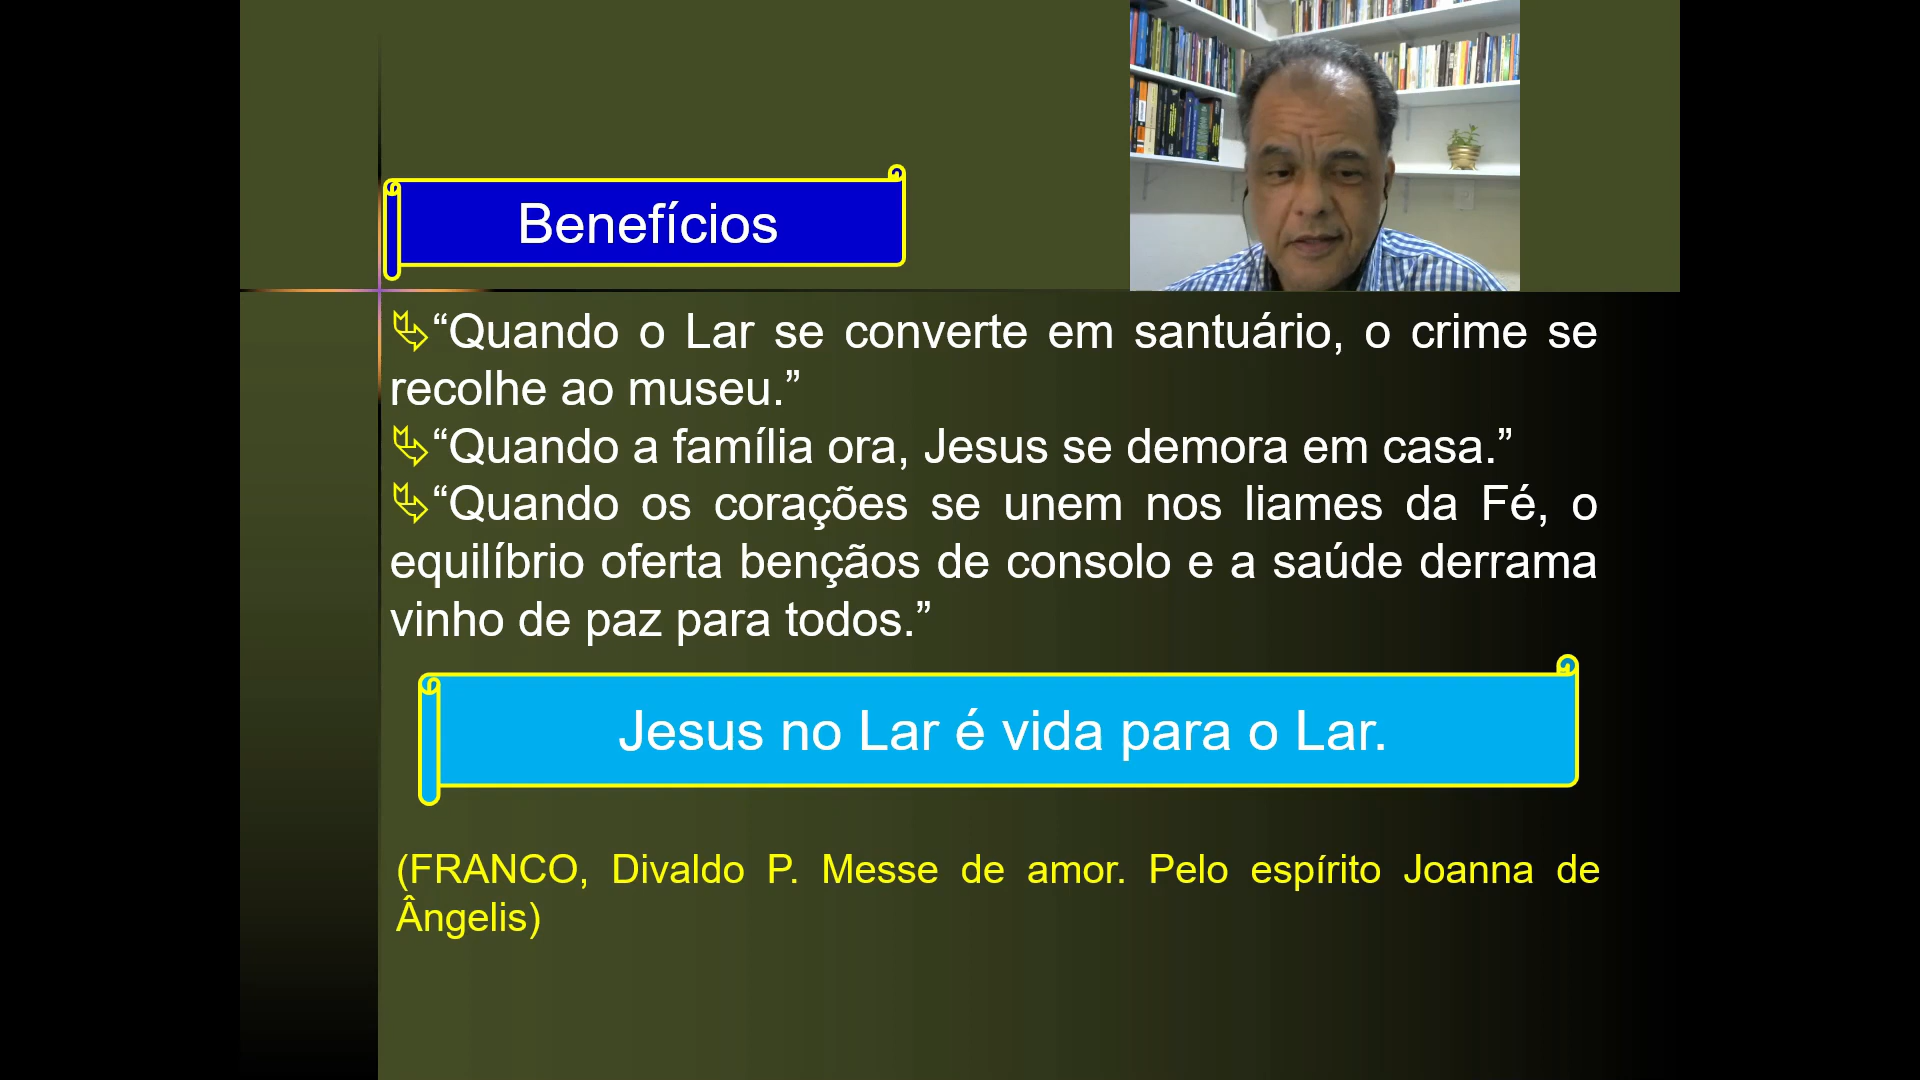 Benefícios
“Quando o Lar se converte em santuário, o crime se
recolhe ao museu.”
“Quando a família ora, Jesus se demora em casa.”
“Quando os corações se unem nos liames da Fé, o
equilíbrio oferta bençãos de consolo e a saúde derrama
vinho de paz para todos.”
Jesus no Lar é vida para o Lar.
(FRANCO, Divaldo P. Messe de amor. Pelo espírito Joanna de
Ângelis)